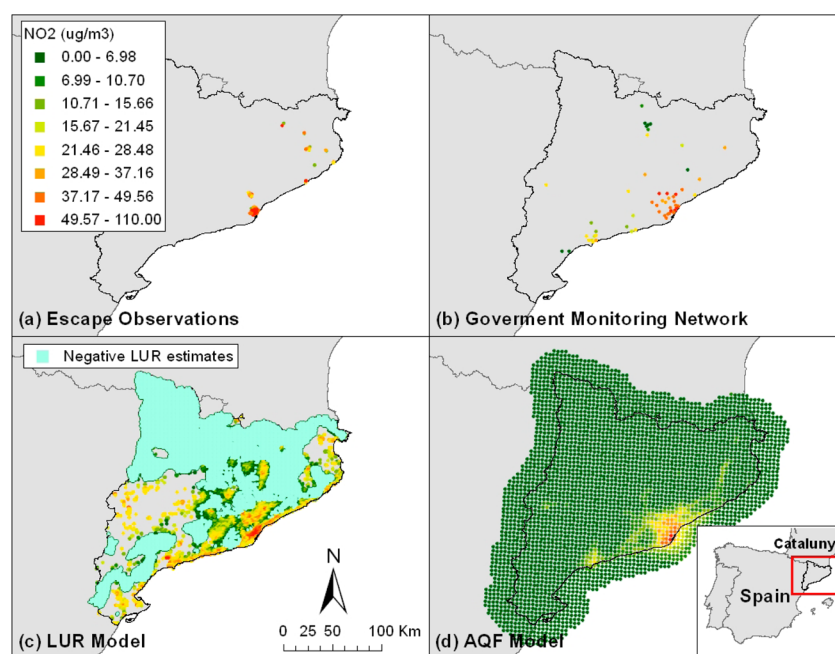 NO2 (ug/m3)
0.00 - 6.98
6.99 - 10.70
10.71 - 15.66
15.67 - 21.45
21.46 - 28.48
28.49 - 37.16
37.17 - 49.56
49.57 - 110.00
(a) Escape Observations
(b) Goverment Monitoring Network
Negative LUR estimates
N
0 25 50 100 Km
(c) LUR Model
Cataluny
Spain
(d) AQF Model